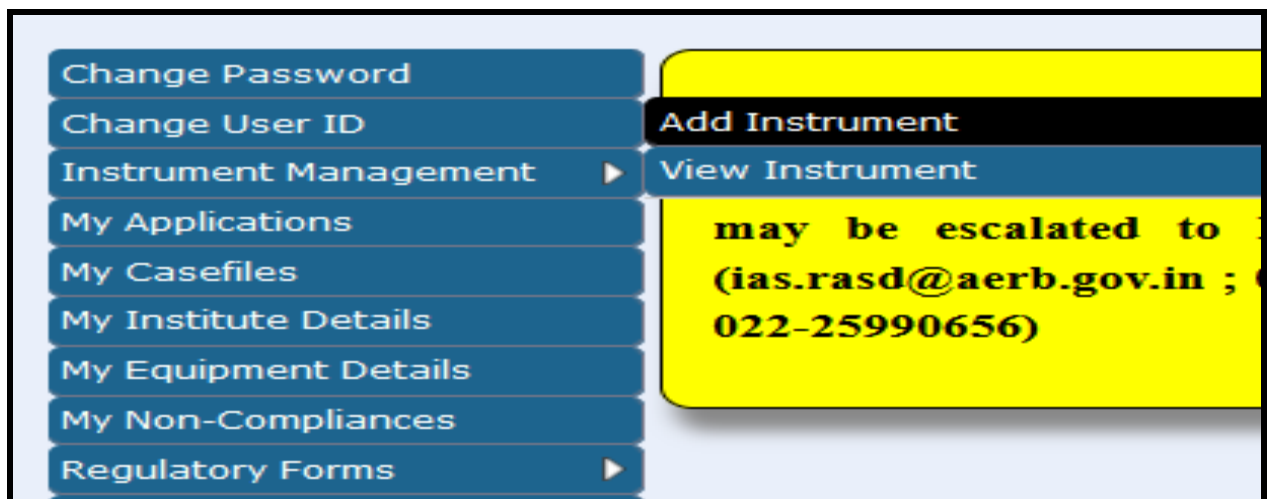 Change Password
Change User ID
Instrument Management
My Applications
My Casefiles
My Institute Details
My Equipment Details
My Non-Compliances
Regulatory Forms
Add Instrument
View Instrument
may be escalated to
(ias.rasd@aerb.gov.in ;
022-25990656)